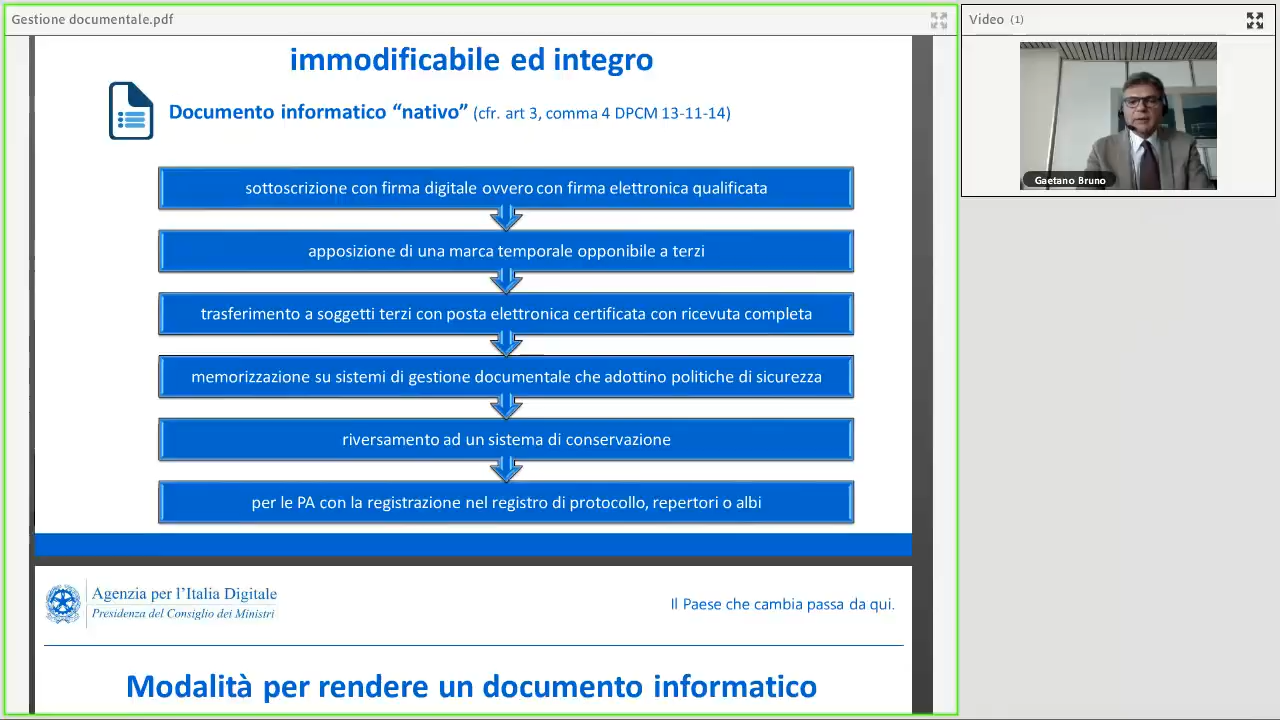 Gestione documentale.pdf
immodificabile ed integro
Documento informatico “nativo” (cfr. art 3, comma 4 DPCM 13-11-14)
sottoscrizione con firma digitale ovvero con firma elettronica qualificata
apposizione di una marca temporale opponibile a terzi
trasferimento a soggetti terzi con posta elettronica certificata con ricevuta completa
memorizzazione su sistemi di gestione documentale che adottino politiche di sicurezza
riversamento ad un sistema di conservazione
per le PA con la registrazione nel registro di protocollo, repertori o albi
Agenzia per l’Italia Digitale
Presidenza del Consiglio dei Ministri
Il Paese che cambia passa da qui.
Modalità per rendere un documento informatico
Video (1)
Gaetano Bruno